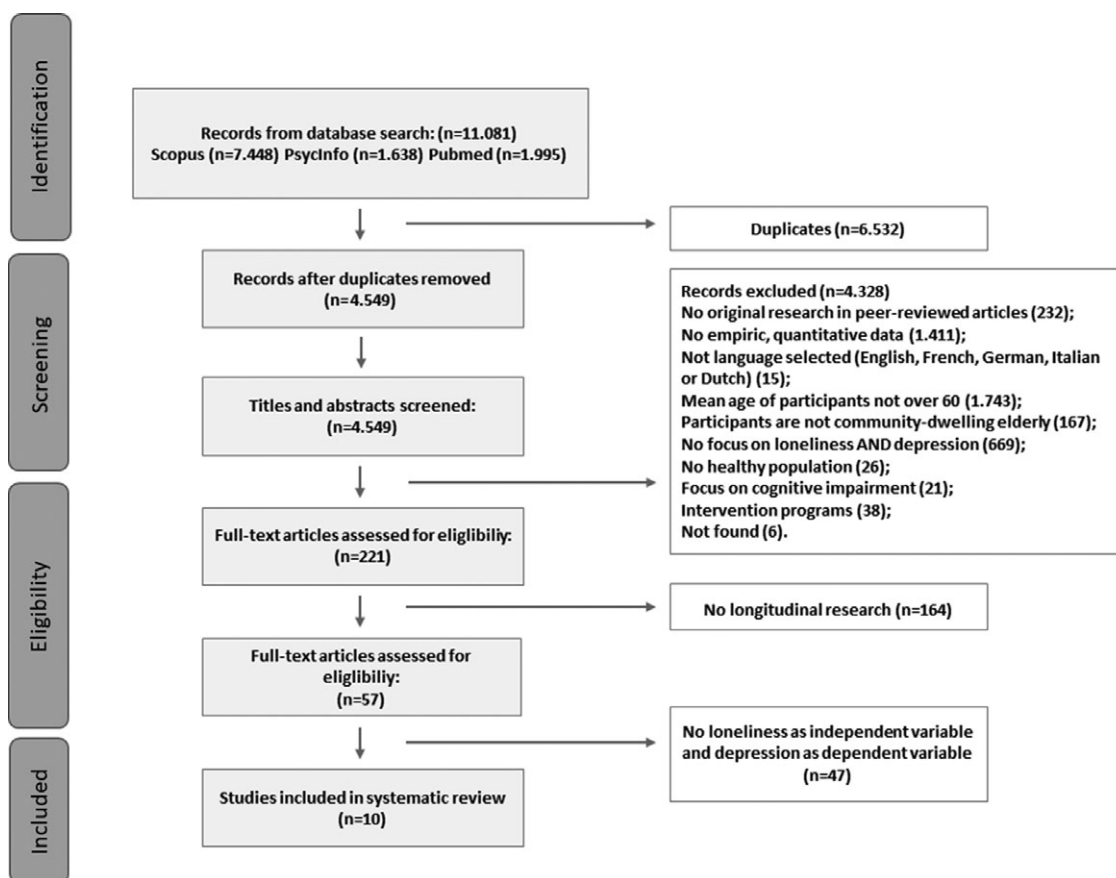 Identification
Records from database search: (n=11.081)
Scopus (n=7.448) PsycInfo (n=1.638) Pubmed (n=1.995)
Duplicates (n=6.532)
Screening
Records after duplicates removed
(n=4.549)
Records excluded (n=4.328)
No original research in peer-reviewed articles (232);
No empiric, quantitative data (1.411);
Not language selected (English, French, German, Italian
or Dutch) (15);
Mean age of participants not over 60 (1.743);
Participants are not community-dwelling elderly (167);
No focus on loneliness AND depression (669);
No healthy population (26);
Focus on cognitive impairment (21);
Intervention programs (38);
Not found (6).
Titles and abstracts screened:
(n=4.549)
Eligibility
Full-text articles assessed for eliglibiliy:
(n=221)
No longitudinal research (n=164)
Full-text articles assessed for
eliglibiliy:
(n=57)
No loneliness as independent variable
and depression as dependent variable
(n=47)
Included
Studies included in systematic review
(n=10)